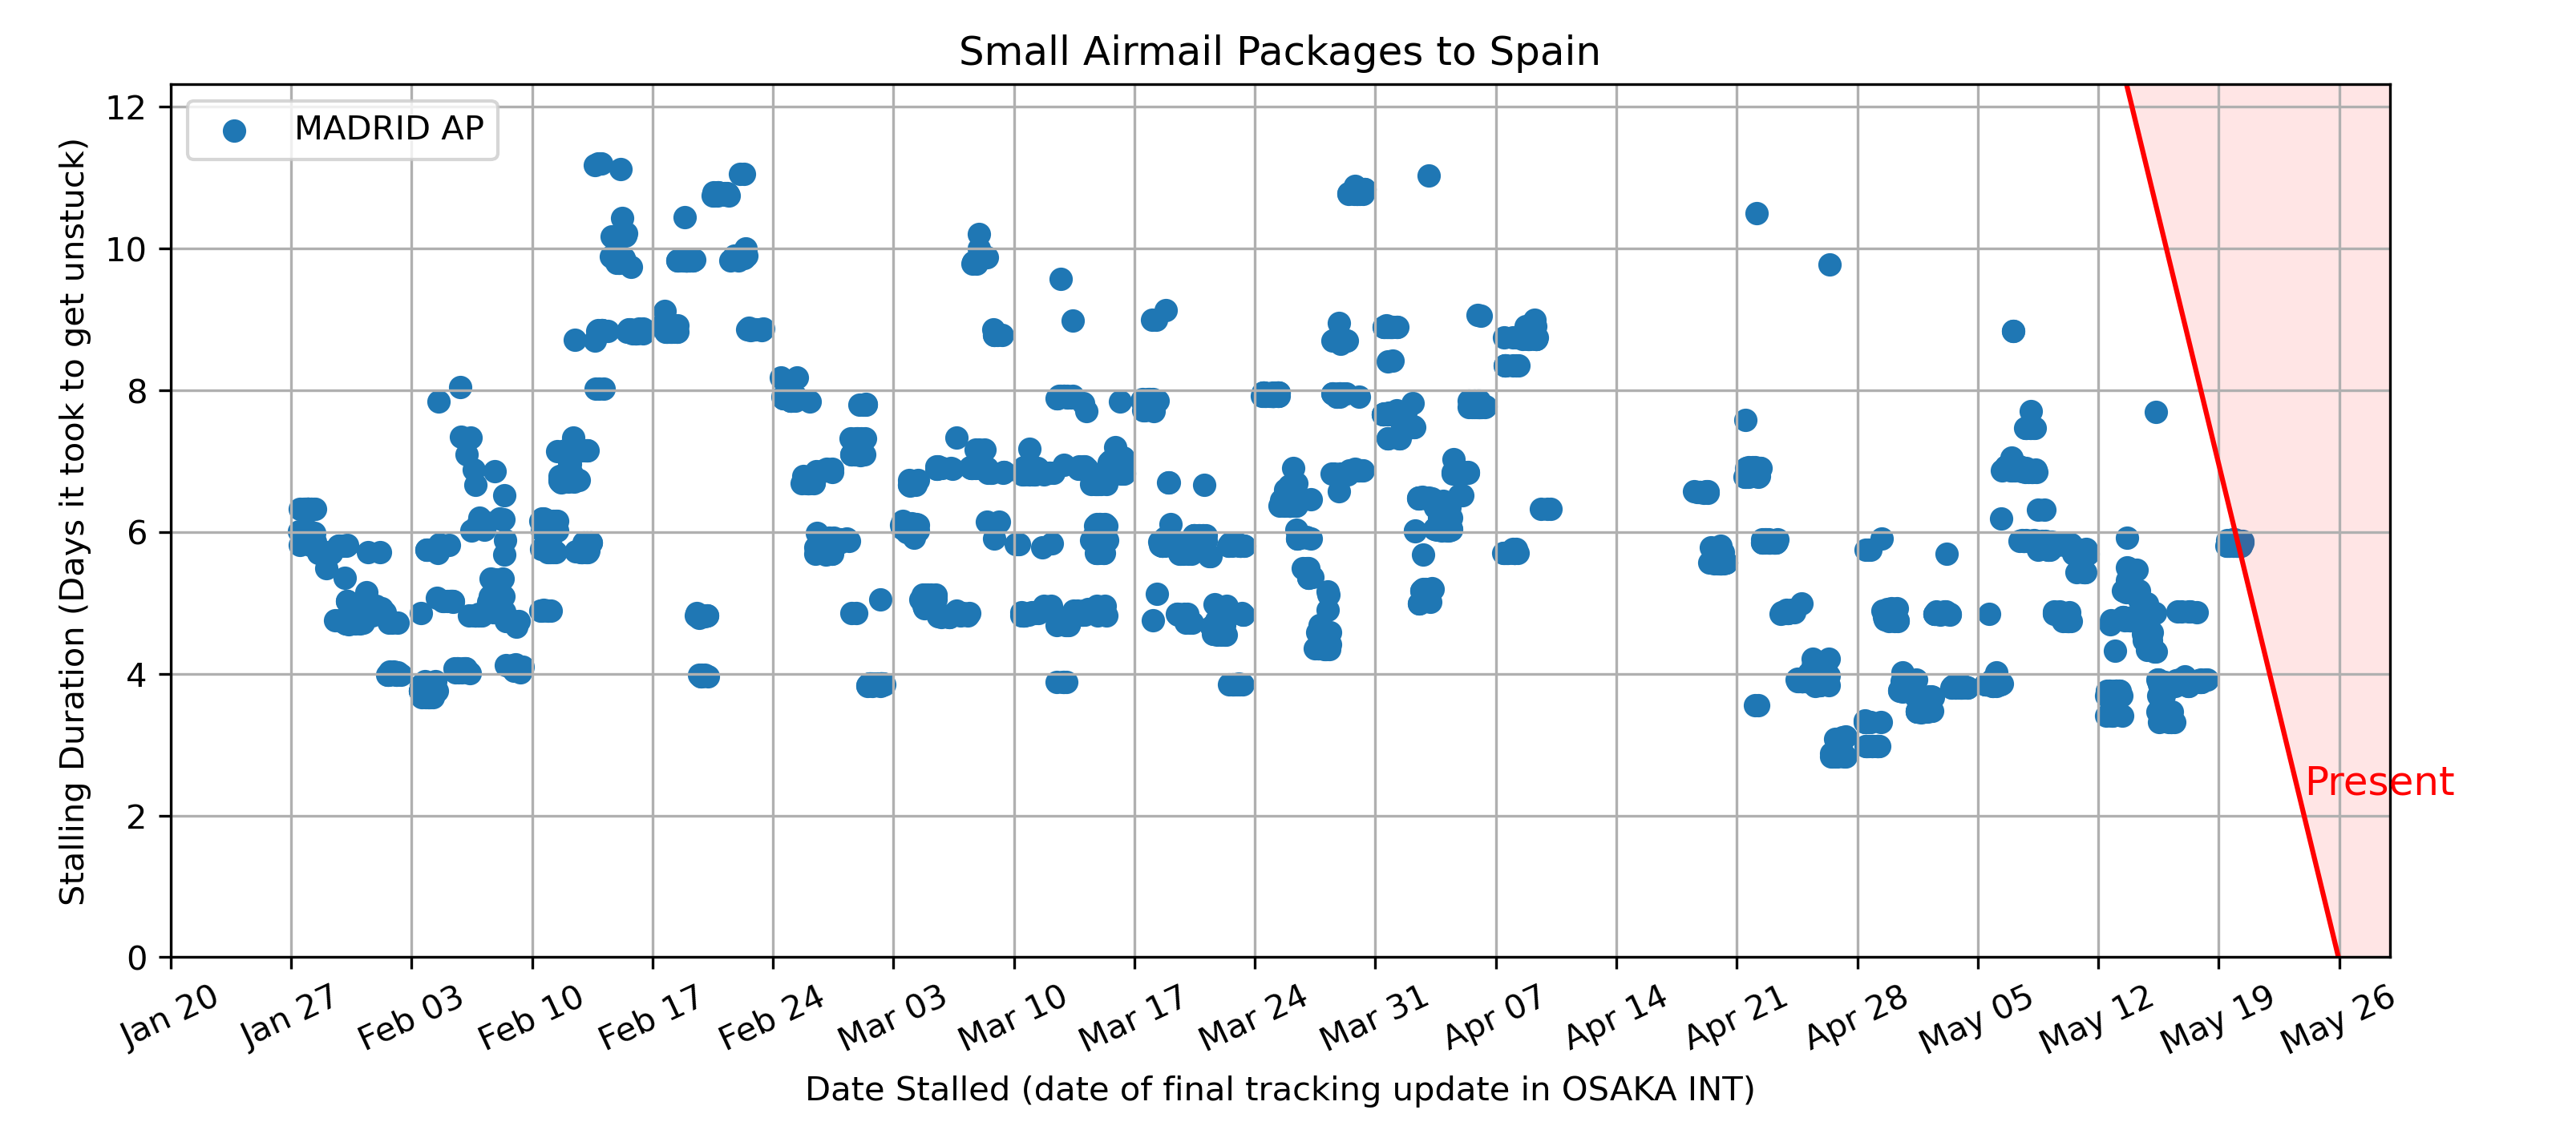 Small Airmail Packages to Spain
MADRID AP
Stalling Duration (Days it took to get unstuck)
12
10
8
6
4
2
0
Present
Jan 20
Jan 27
Feb 03
Feb 10
Feb 17
Feb 24
Mar 03
Mar 10
Mar 17
Mar 24
Mar 31
Apr 07
Apr 14
Apr 21
Apr 28
May 05
May 12
May 19
May 26
Date Stalled (date of final tracking update in OSAKA INT)